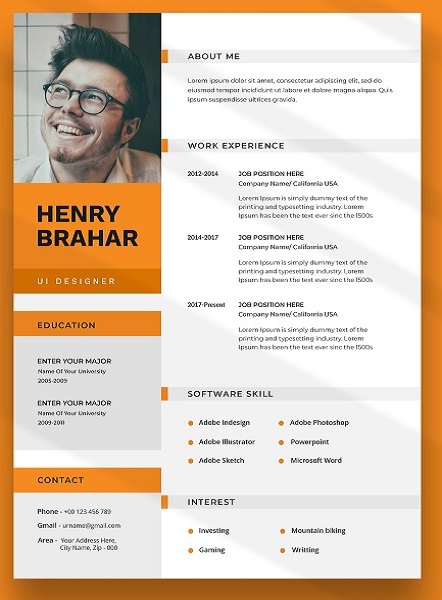 HENRY
BRAHAR
UI DESIGNER
EDUCATION
ENTER YOUR MAJOR
Name Of Your University
2005-2009
ENTER YOUR MAJOR
Name Of Your University
2009-2011
CONTACT
Phone - +00 123 456 789
Gmail - urname@gmail.com
Area - Your Address Here,
City Name, Zip - 000
ABOUT ME
Lorem ipsum dolor sit amet, consectetur adipiscing elit, sed do
eiusmod tempor incididunt ut labore et dolore magna aliqua. Quis
ipsum suspendisse ultrices gravida.
WORK EXPERIENCE
2012-2014
JOB POSITION HERE
Company Name/ California USA
Lorem Ipsum is simply dummy text of the
printing and typesetting industry. Lorem
Ipsum has been text ever sinc the 1500s
2014-2017
JOB POSITION HERE
Company Name/ California USA
Lorem Ipsum is simply dummy text of the
printing and typesetting industry. Lorem
Ipsum has been text ever sinc the 1500s
2017-Present
JOB POSITION HERE
Company Name/ California USA
Lorem Ipsum is simply dummy text of the
printing and typesetting industry. Lorem
Ipsum has been text ever sinc the 1500s
SOFTWARE SKILL
Adobe Indesign
Adobe Photoshop
Adobe Illustrator
Powerpoint
Adobe Sketch
Microsoft Word
INTEREST
Investing
Mountain biking
Gaming
Writting